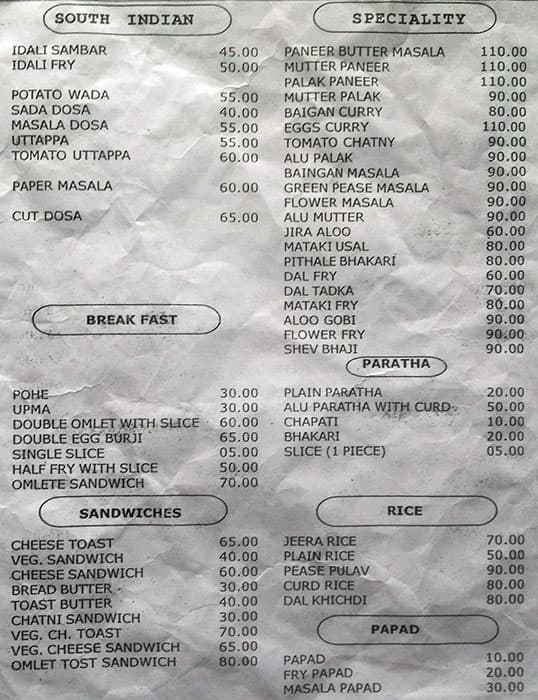 SOUTH INDIAN
IDALI SAMBAR 45.00
IDALI FRY 50.00
POTATO WADA 55.00
SADA DOSA 40.00
MASALA DOSA 55.00
UTTAPPA 55.00
TOMATO UTTAPPA 60.00
PAPER MASALA 60.00
CUT DOSA 65.00
BREAK FAST
POHE 30.00
UPMA 30.00
DOUBLE OMLET WITH SLICE 60.00
DOUBLE EGG BURJI 65.00
SINGLE SLICE 05.00
HALF FRY WITH SLICE 50.00
OMLETE SANDWICH 70.00
SANDWICHES
CHEESE TOAST 65.00
VEG. SANDWICH 40.00
CHEESE SANDWICH 60.00
BREAD BUTTER 30.00
TOAST BUTTER 40.00
CHATNI SANDWICH 30.00
VEG. CH. TOAST 70.00
VEG. CHEESE SANDWICH 65.00
OMLET TOST SANDWICH 80.00
SPECIALITY
PANEER BUTTER MASALA 110.00
MUTTER PANEER 110.00
PALAK PANEER 110.00
MUTTER PALAK 90.00
BAIGAN CURRY 80.00
EGGS CURRY 110.00
TOMATO CHATNY 90.00
ALU PALAK 90.00
BAINGAN MASALA 90.00
GREEN PEASE MASALA 90.00
FLOWER MASALA 90.00
ALU MUTTER 90.00
JIRA ALOO 60.00
MATAKI USAL 80.00
PITHALE BHAKARI 80.00
DAL FRY 60.00
DAL TADKA 70.00
MATAKI FRY 80.00
ALOO GOBI 90.00
FLOWER FRY 90.00
SHEV BHAJI 90.00
PARATHA
PLAIN PARATHA 20.00
ALU PARATHA WITH CURD 50.00
CHAPATI 10.00
BHAKARI 20.00
SLICE (1 PIECE) 05.00
RICE
JEERA RICE 70.00
PLAIN RICE 50.00
PEASE PULAV 90.00
CURD RICE 80.00
DAL KHICHDI 80.00
PAPAD
PAPAD 10.00
FRY PAPAD 20.00
MASALA PAPAD 30.00